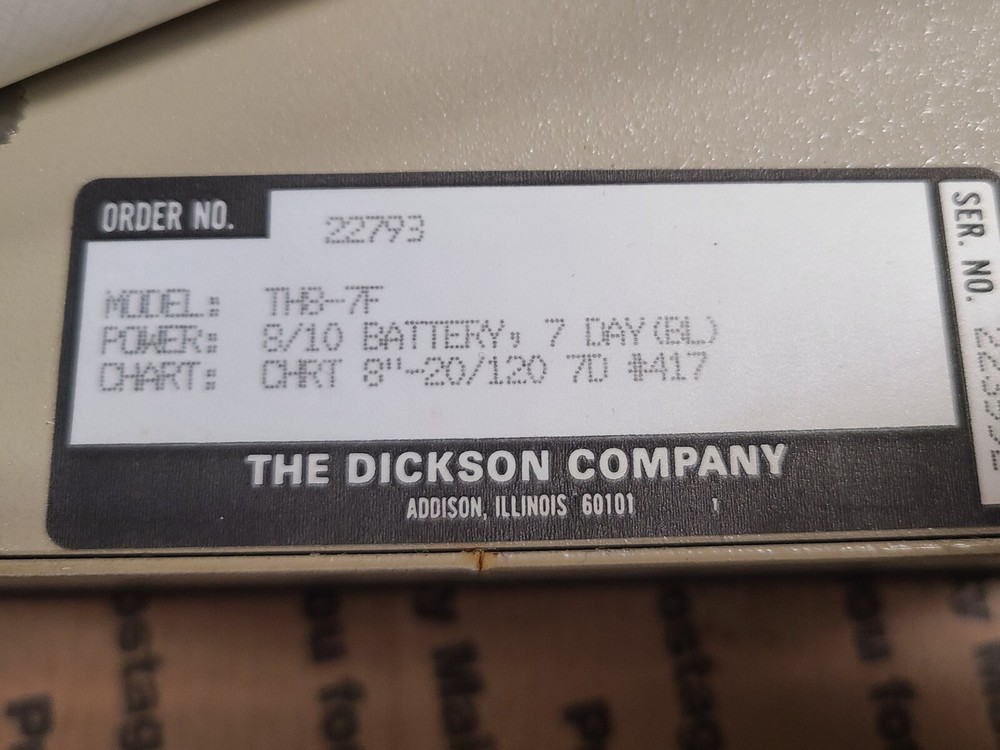 ORDER NO. 22793
MODEL: TH8-7F
POWER: 8/10 BATTERY, 7 DAY(BL)
CHART: CHRT 8"-20/120 7D #417
THE DICKSON COMPANY
ADDISON, ILLINOIS 60101
SER. NO.